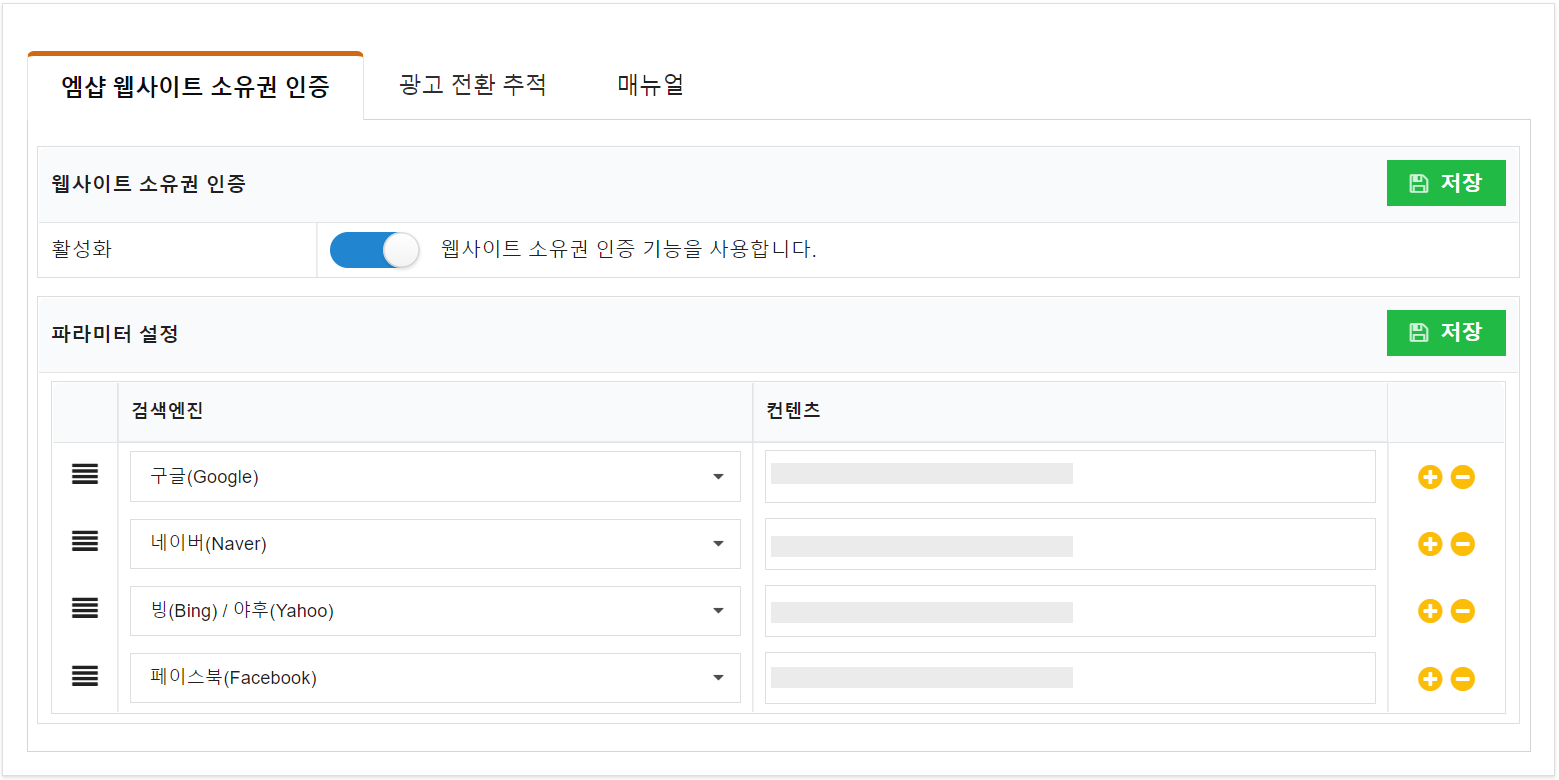 엠샵 웹사이트 소유권 인증 광고 전환 추적 매뉴얼
웹사이트 소유권 인증 저장
활성화 웹사이트 소유권 인증 기능을 사용합니다.
파라미터 설정 저장
검색엔진 컨텐츠
구글(Google)
네이버(Naver)
빙(Bing) / 야후(Yahoo)
페이스북(Facebook)